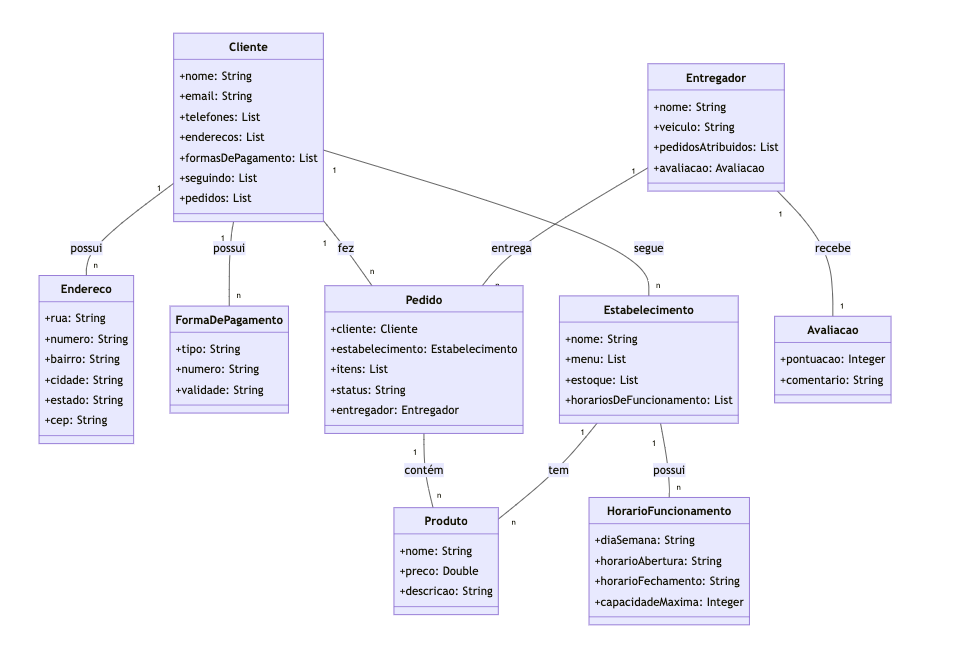 Cliente
+nome: String
+email: String
+telefones: List
+enderecos: List
+formasDePagamento: List
+seguindo: List
+pedidos: List
Entregador
+nome: String
+veiculo: String
+pedidosAtribuidos: List
+avaliacao: Avaliacao
1
1
1
1
1
1
possui
possui
fez
entrega
segue
recebe
n
n
n
n
n
1
Endereco
+rua: String
+numero: String
+bairro: String
+cidade: String
+estado: String
+cep: String
FormaDePagamento
+tipo: String
+numero: String
+validade: String
Pedido
+cliente: Cliente
+estabelecimento: Estabelecimento
+itens: List
+status: String
+entregador: Entregador
Estabelecimento
+nome: String
+menu: List
+estoque: List
+horariosDeFuncionamento: List
Avaliacao
+pontuacao: Integer
+comentario: String
1
1
1
contém
tem
possui
n
n
n
Produto
+nome: String
+preco: Double
+descricao: String
HorarioFuncionamento
+diaSemana: String
+horarioAbertura: String
+horarioFechamento: String
+capacidadeMaxima: Integer